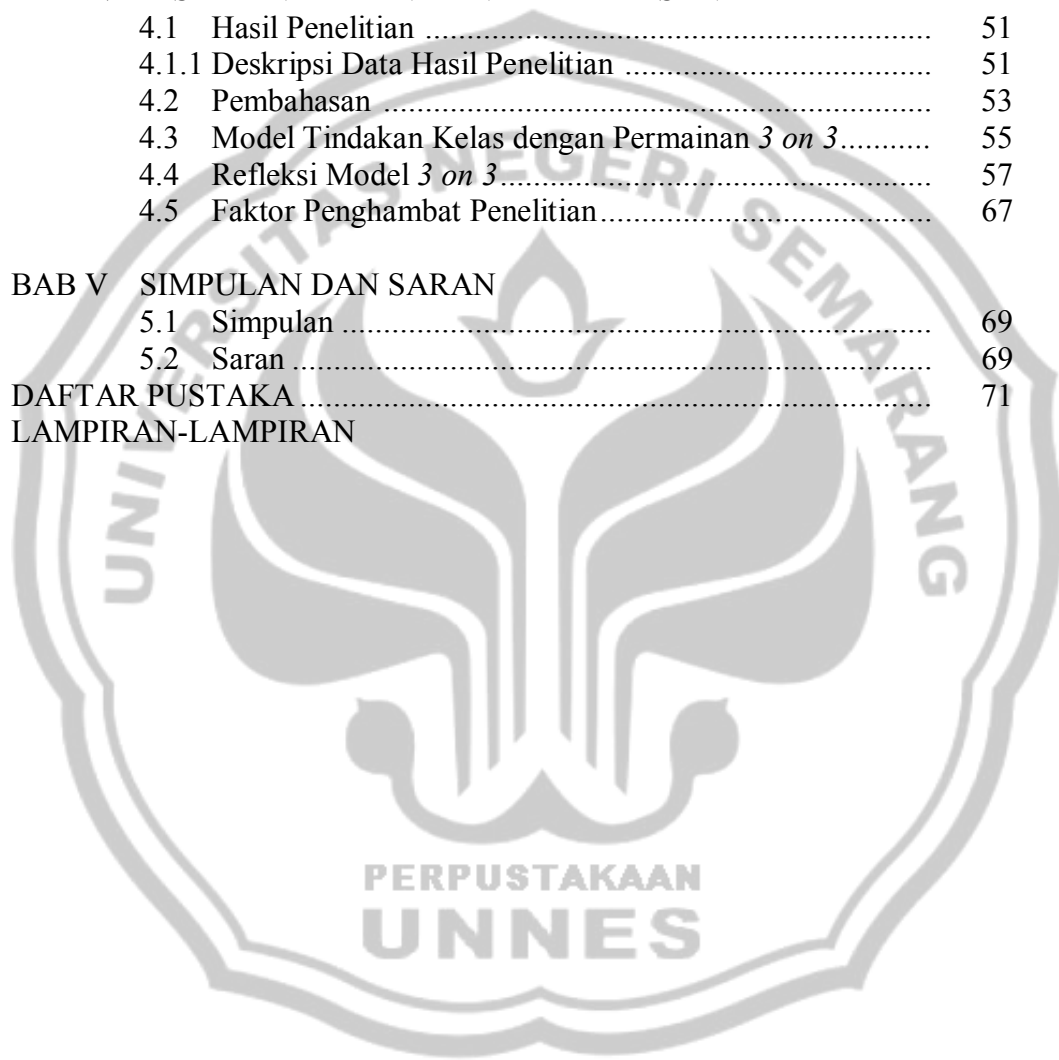 4.1 Hasil Penelitian ................................................................ 51
4.1.1 Deskripsi Data Hasil Penelitian ....................................... 51
4.2 Pembahasan ..................................................................... 53
4.3 Model Tindakan Kelas dengan Permainan 3 on 3........... 55
4.4 Refleksi Model 3 on 3....................................................... 57
4.5 Faktor Penghambat Penelitian.......................................... 67
BAB V SIMPULAN DAN SARAN
5.1 Simpulan .......................................................................... 69
5.2 Saran ................................................................................ 69
DAFTAR PUSTAKA ................................................................................ 71
LAMPIRAN-LAMPIRAN
UNIVERSITAS NEGERI SEMARANG
PERPUSTAKAAN
UNNES